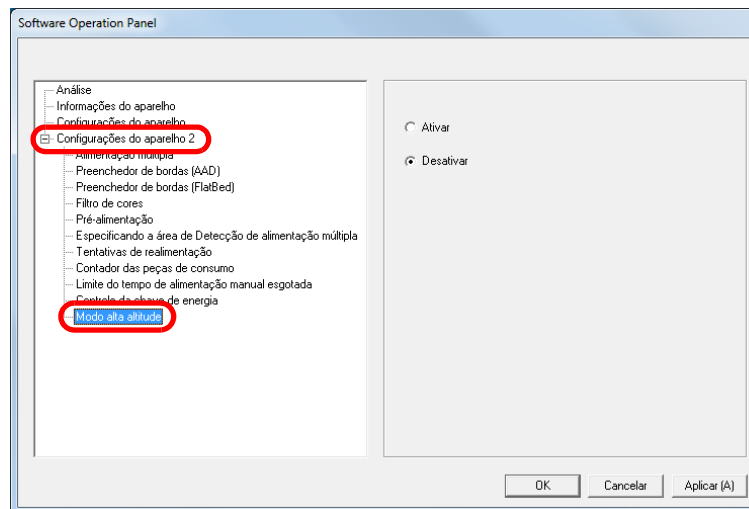 Software Operation Panel
Análise
Informações do aparelho
Configurações do aparelho
Configurações do aparelho 2
Alimentação múltipla
Preenchedor de bordas (AAD)
Preenchedor de bordas (FlatBed)
Filtro de cores
Pré-alimentação
Especificando a área de Detecção de alimentação múltipla
Tentativas de realimentação
Contador das peças de consumo
Limite do tempo de alimentação manual esgotada
Controle da chave de energia
Modo alta altitude
Ativar
Desativar
OK Cancelar Aplicar (A)